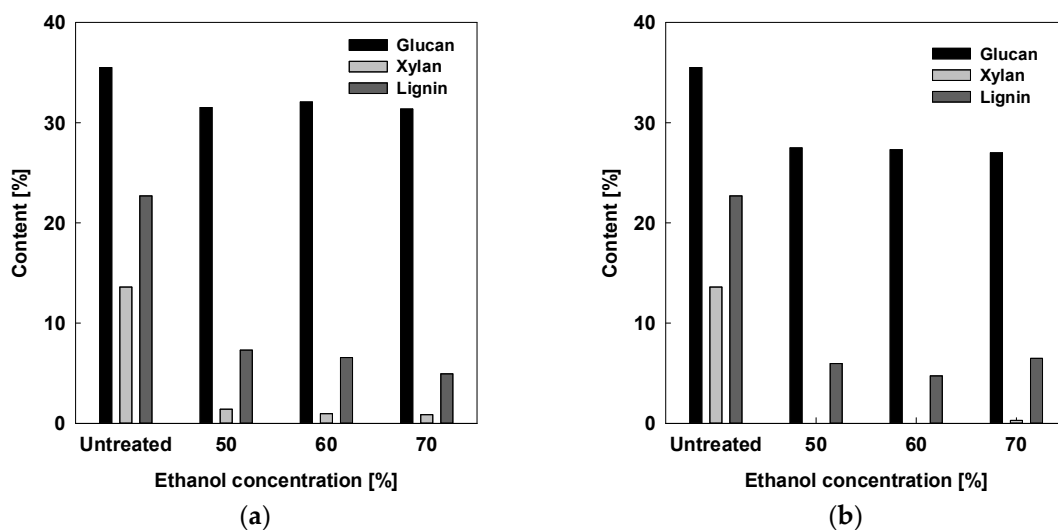 40
30
20
10
0
Content [%]
Glucan
Xylan
Lignin
Untreated 50 60 70
Ethanol concentration [%]
(a)
40
30
20
10
0
Content [%]
Glucan
Xylan
Lignin
Untreated 50 60 70
Ethanol concentration [%]
(b)